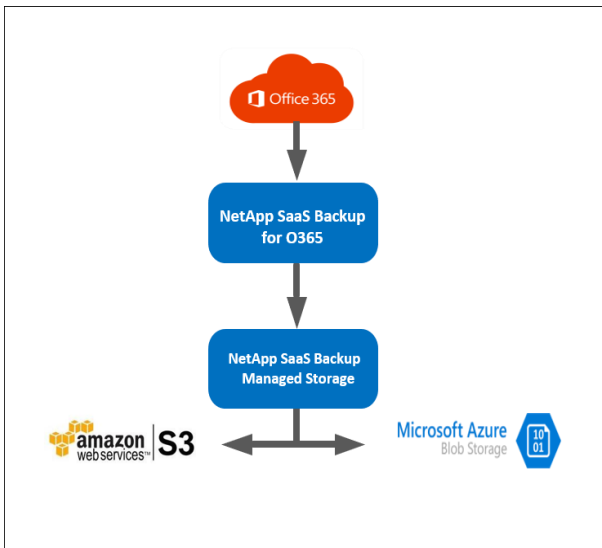 Office 365
NetApp SaaS Backup
for O365
NetApp SaaS Backup
Managed Storage
amazon
webservices™
S3
Microsoft Azure
Blob Storage
10
01